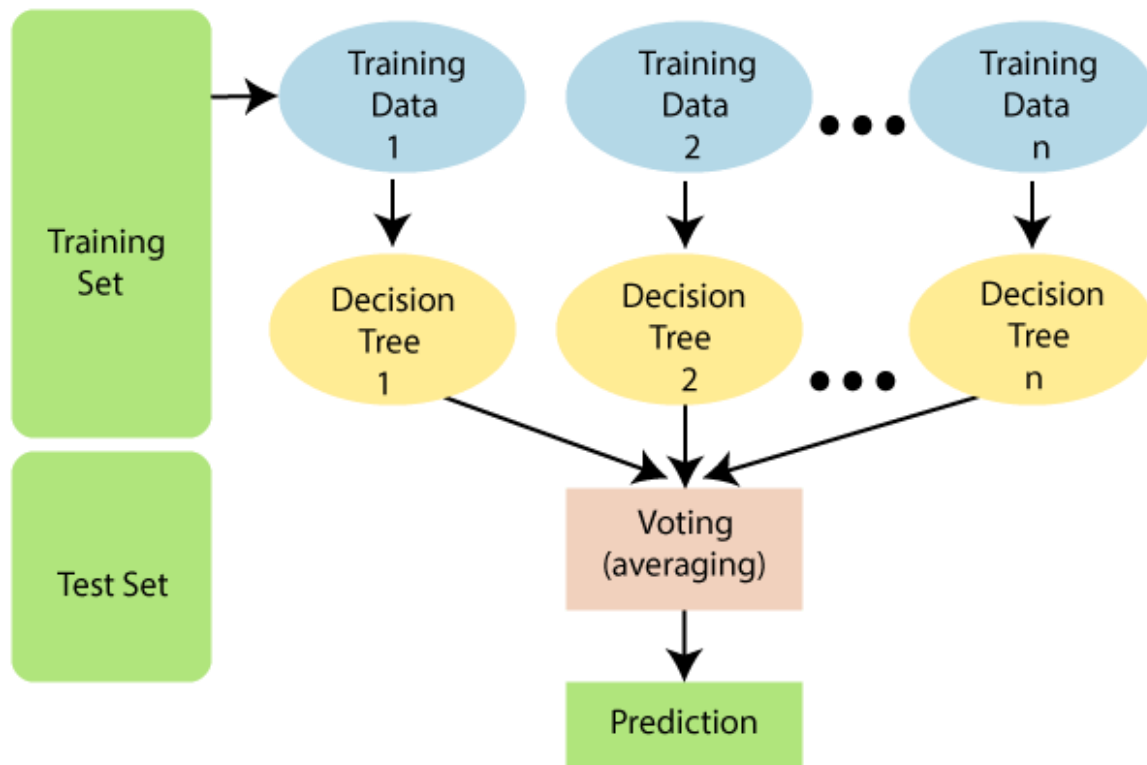 Training
Set
Training
Data
1
Training
Data
2
Training
Data
n
Decision
Tree
1
Decision
Tree
2
Decision
Tree
n
Test Set
Voting
(averaging)
Prediction